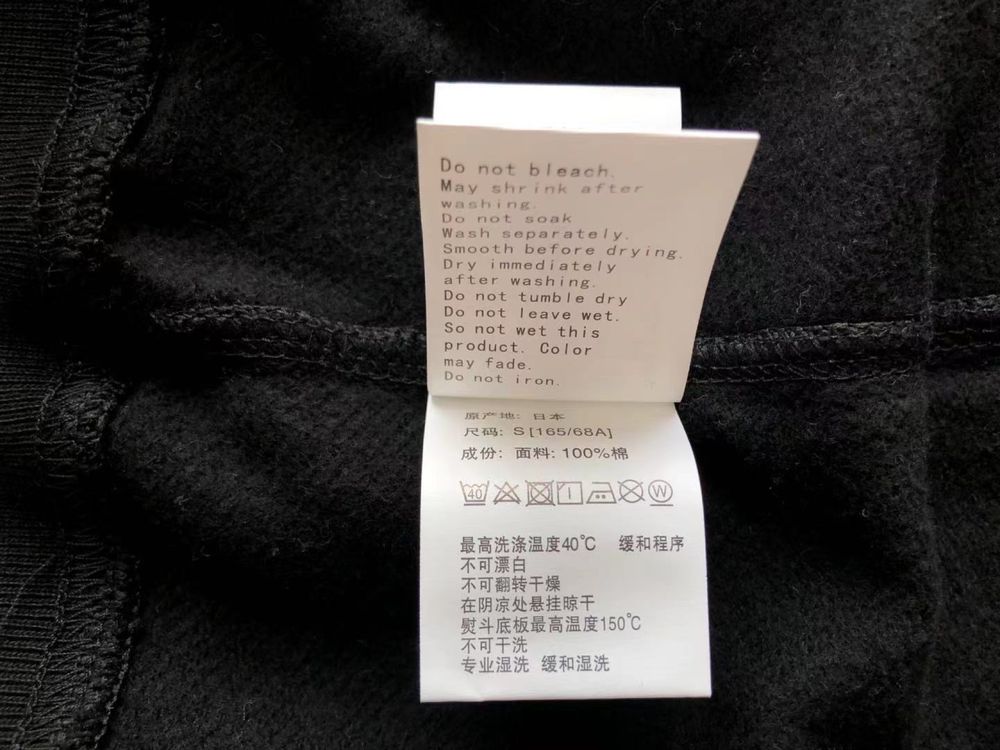 Do not bleach.
May shrink after
washing.
Do not soak
Wash separately.
Smooth before drying.
Dry immediately
after washing.
Do not tumble dry
Do not leave wet.
So not wet this
product. Color
may fade.
Do not iron.
原产地: 日本
尺码: S[165/68A]
成份: 面料: 100%棉
40 W
最高洗涤温度40℃ 缓和程序
不可漂白
不可翻转干燥
在阴凉处悬挂晾干
熨斗底板最高温度150℃
不可干洗
专业湿洗 缓和湿洗